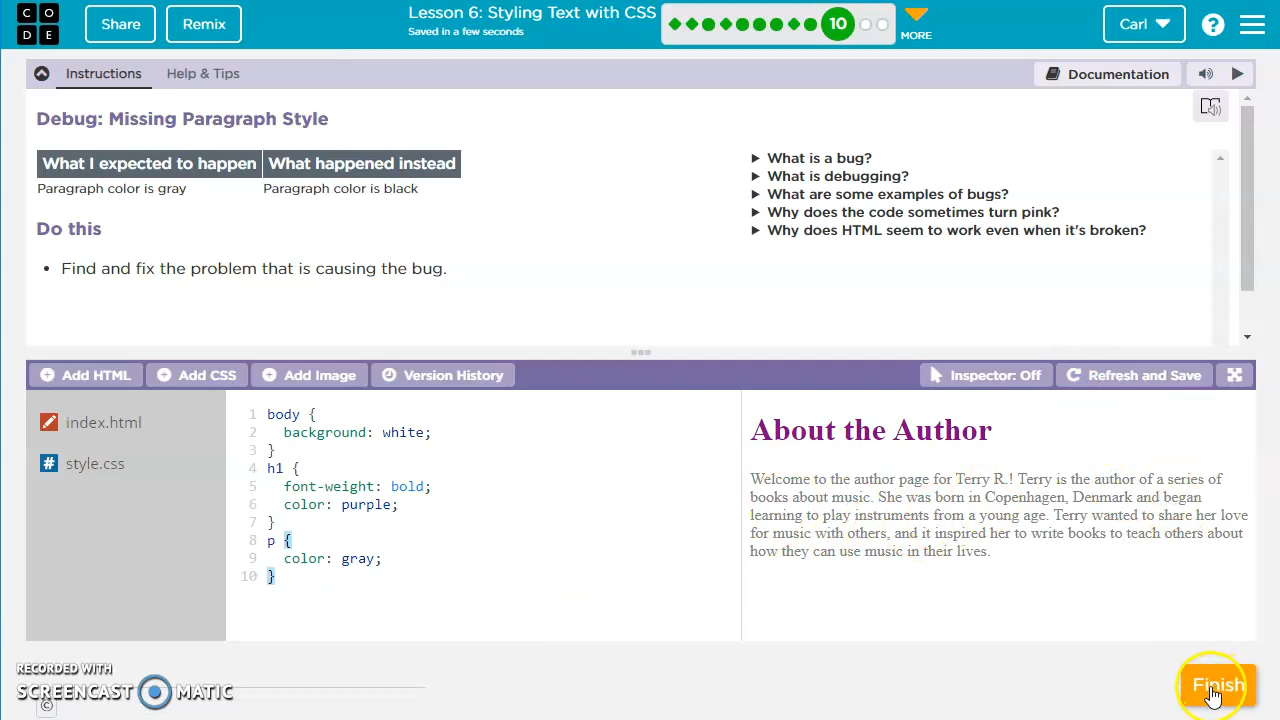 CO
DE
Share
Remix
Lesson 6: Styling Text with CSS
Saved in a few seconds
10
MORE
Carl
?
Instructions
Help & Tips
Documentation
Debug: Missing Paragraph Style
What I expected to happen
What happened instead
Paragraph color is gray
Paragraph color is black
Do this
• Find and fix the problem that is causing the bug.
What is a bug?
What is debugging?
What are some examples of bugs?
Why does the code sometimes turn pink?
Why does HTML seem to work even when it's broken?
Add HTML
Add CSS
Add Image
Version History
Inspector: Off
Refresh and Save
index.html
# style.css
1 body {
2 background: white;
3 }
4 h1 {
5 font-weight: bold;
6 color: purple;
7 }
8 p {
9 color: gray;
10 }
About the Author
Welcome to the author page for Terry R.! Terry is the author of a series of
books about music. She was born in Copenhagen, Denmark and began
learning to play instruments from a young age. Terry wanted to share her love
for music with others, and it inspired her to write books to teach others about
how they can use music in their lives.
RECORDED WITH
SCREENCAST MATIC
©
Finish